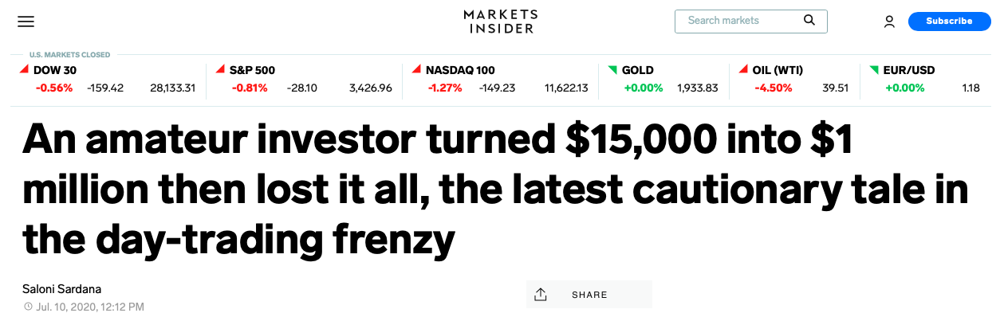 MARKETS
INSIDER
Search markets
Subscribe
U.S. MARKETS CLOSED
DOW 30
-0.56% -159.42 28,133.31
S&P 500
-0.81% -28.10 3,426.96
NASDAQ 100
-1.27% -149.23 11,622.13
GOLD
+0.00% 1,933.83
OIL (WTI)
-4.50% 39.51
EUR/USD
+0.00% 1.18
An amateur investor turned $15,000 into $1
million then lost it all, the latest cautionary tale in
the day-trading frenzy
Saloni Sardana
Jul. 10, 2020, 12:12 PM
SHARE